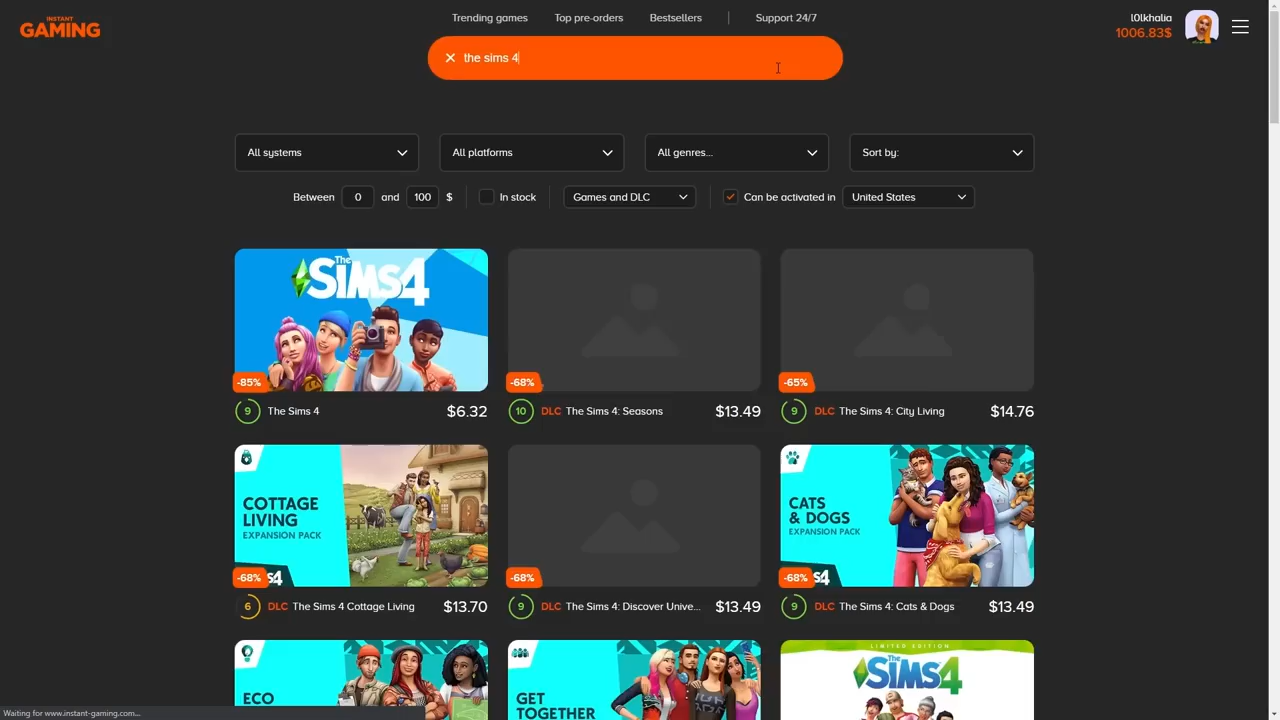 INSTANT
GAMING
Trending games
Top pre-orders
Bestsellers
Support 24/7
l0lkhalia
1006.83$
the sims 4
All systems
All platforms
All genres...
Sort by:
Between 0 and 100 $
In stock
Games and DLC
Can be activated in
United States
The SIMS 4
-85%
-68%
-65%
9 The Sims 4 $6.32
10 DLC The Sims 4: Seasons $13.49
9 DLC The Sims 4: City Living $14.76
COTTAGE
LIVING
EXPANSION PACK
CATS
& DOGS
EXPANSION PACK
-68% S4
-68%
-68% S4
6 DLC The Sims 4 Cottage Living $13.70
9 DLC The Sims 4: Discover Unive... $13.49
9 DLC The Sims 4: Cats & Dogs $13.49
ECO
GET
TOGETHER
LIMITED EDITION
The SIMS 4
Waiting for www.instant-gaming.com...